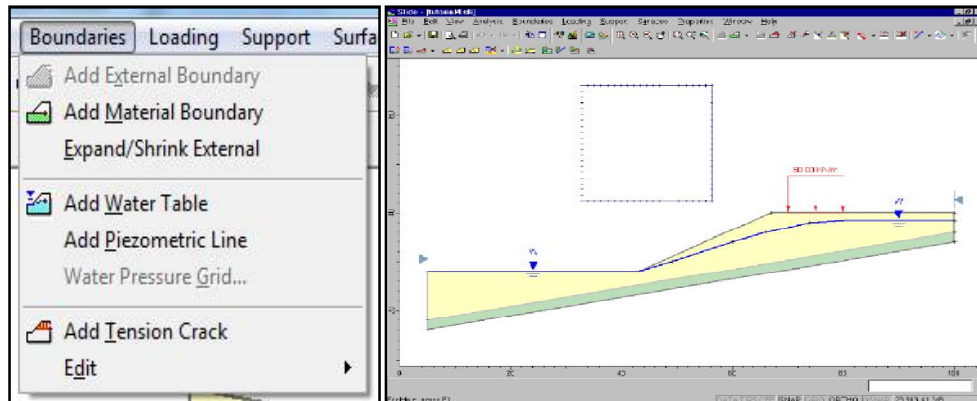 Boundaries Loading Support Surfa
Add External Boundary
Add Material Boundary
Expand/Shrink External
Add Water Table
Add Piezometric Line
Water Pressure Grid...
Add Tension Crack
Edit
File Edit View Analysis Boundaries Loading Support Surfaces Properties Window Help
W
W
0
20
40
60
80
100